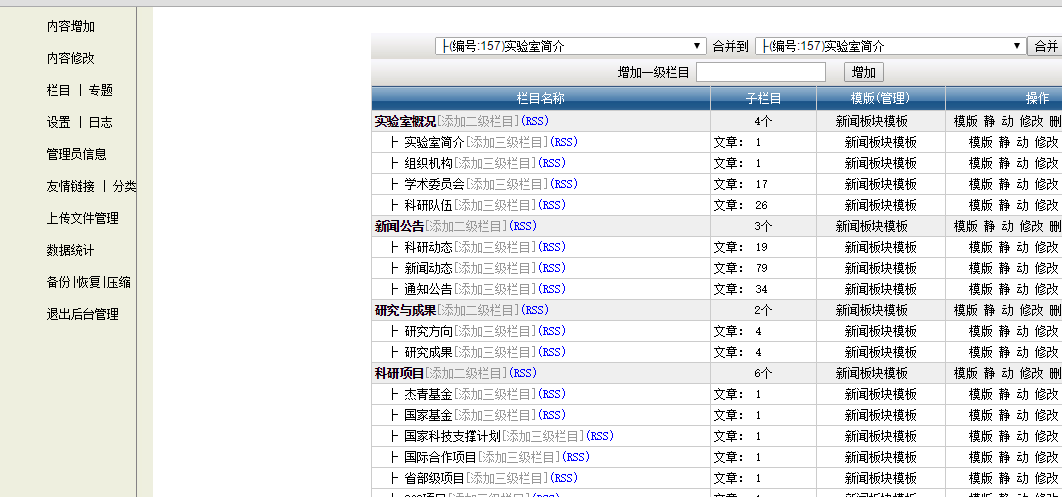 内容增加
内容修改
栏目 | 专题
设置 | 日志
管理员信息
友情链接 | 分类
上传文件管理
数据统计
备份|恢复|压缩
退出后台管理
├(编号:157)实验室简介 合并到 ├(编号:157)实验室简介 合并
增加一级栏目 增加
栏目名称 子栏目 模版(管理) 操作
实验室概况[添加二级栏目](RSS) 4个 新闻板块模板 模版 静 动 修改 删
├ 实验室简介[添加三级栏目](RSS) 文章: 1 新闻板块模板 模版 静 动 修改
├ 组织机构[添加三级栏目](RSS) 文章: 1 新闻板块模板 模版 静 动 修改
├ 学术委员会[添加三级栏目](RSS) 文章: 17 新闻板块模板 模版 静 动 修改
├ 科研队伍[添加三级栏目](RSS) 文章: 26 新闻板块模板 模版 静 动 修改
新闻公告[添加二级栏目](RSS) 3个 新闻板块模板 模版 静 动 修改 删
├ 科研动态[添加三级栏目](RSS) 文章: 19 新闻板块模板 模版 静 动 修改
├ 新闻动态[添加三级栏目](RSS) 文章: 79 新闻板块模板 模版 静 动 修改
├ 通知公告[添加三级栏目](RSS) 文章: 34 新闻板块模板 模版 静 动 修改
研究与成果[添加二级栏目](RSS) 2个 新闻板块模板 模版 静 动 修改 删
├ 研究方向[添加三级栏目](RSS) 文章: 4 新闻板块模板 模版 静 动 修改
├ 研究成果[添加三级栏目](RSS) 文章: 4 新闻板块模板 模版 静 动 修改
科研项目[添加二级栏目](RSS) 6个 新闻板块模板 模版 静 动 修改 删
├ 杰青基金[添加三级栏目](RSS) 文章: 1 新闻板块模板 模版 静 动 修改
├ 国家基金[添加三级栏目](RSS) 文章: 1 新闻板块模板 模版 静 动 修改
├ 国家科技支撑计划[添加三级栏目](RSS) 文章: 1 新闻板块模板 模版 静 动 修改
├ 国际合作项目[添加三级栏目](RSS) 文章: 1 新闻板块模板 模版 静 动 修改
├ 省部级项目[添加三级栏目](RSS) 文章: 1 新闻板块模板 模版 静 动 修改